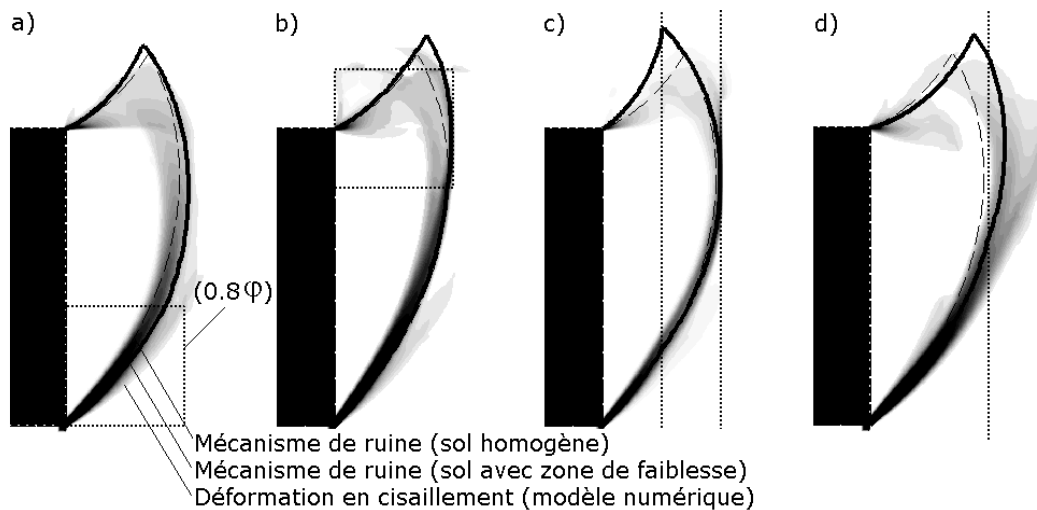 a)
b)
c)
d)
(0.8φ)
Mécanisme de ruine (sol homogène)
Mécanisme de ruine (sol avec zone de faiblesse)
Déformation en cisaillement (modèle numérique)